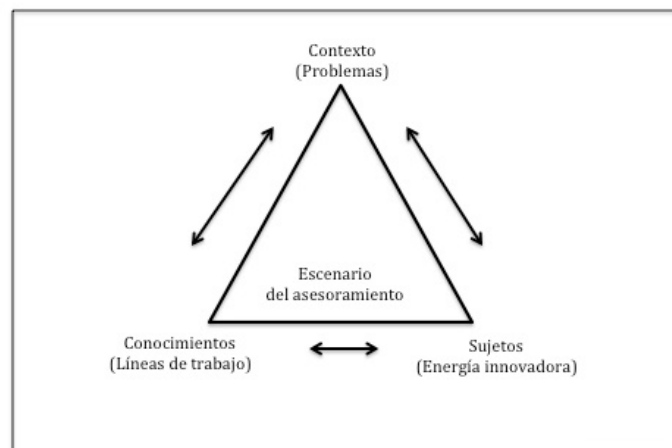 Contexto
(Problemas)
Escenario
del asesoramiento
Conocimientos
(Líneas de trabajo)
Sujetos
(Energía innovadora)